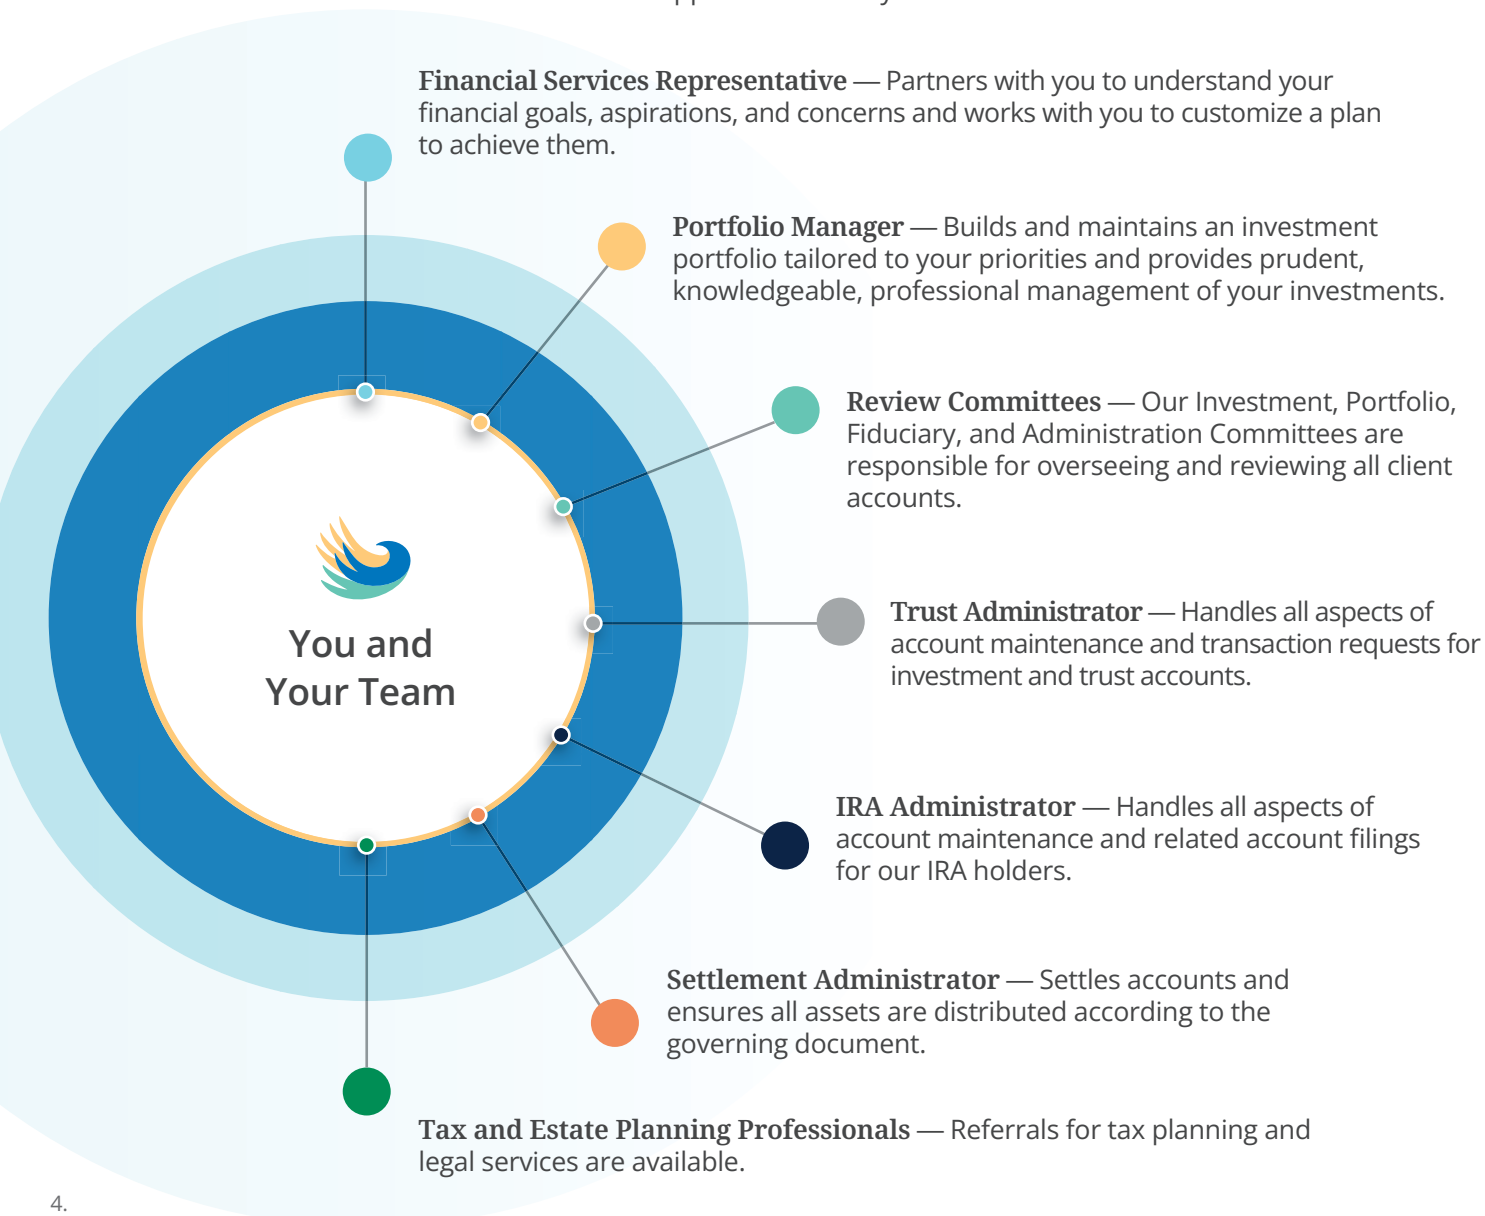 Financial Services Representative — Partners with you to understand your
financial goals, aspirations, and concerns and works with you to customize a plan
to achieve them.
Portfolio Manager — Builds and maintains an investment
portfolio tailored to your priorities and provides prudent,
knowledgeable, professional management of your investments.
Review Committees — Our Investment, Portfolio,
Fiduciary, and Administration Committees are
responsible for overseeing and reviewing all client
accounts.
Trust Administrator — Handles all aspects of
account maintenance and transaction requests for
investment and trust accounts.
You and
Your Team
IRA Administrator — Handles all aspects of
account maintenance and related account filings
for our IRA holders.
Settlement Administrator — Settles accounts and
ensures all assets are distributed according to the
governing document.
Tax and Estate Planning Professionals — Referrals for tax planning and
legal services are available.
4.